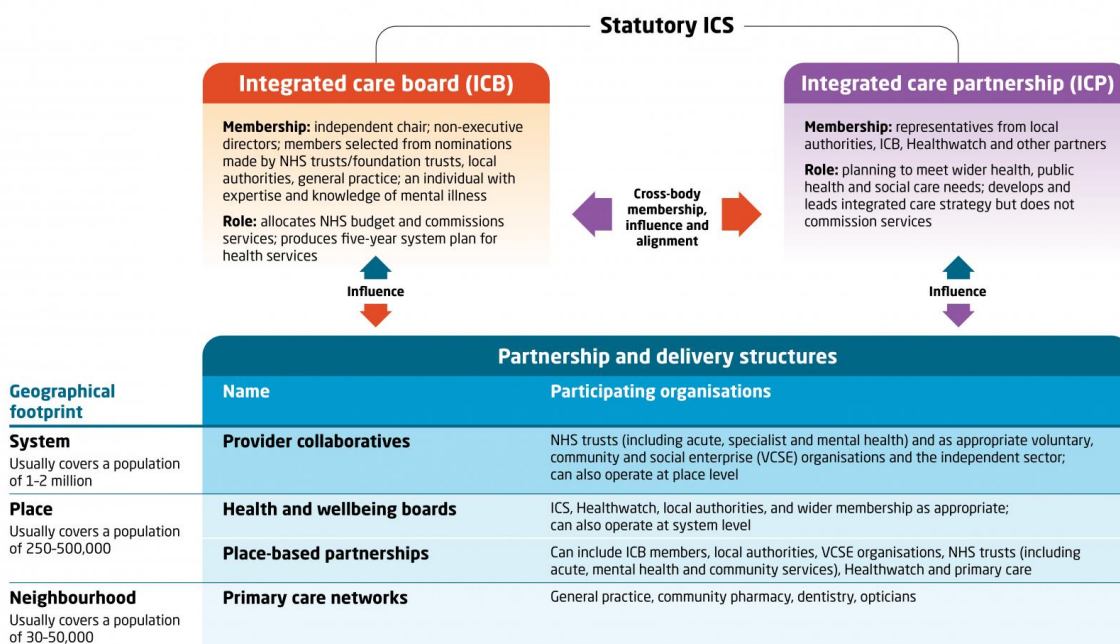 Statutory ICS
Integrated care board (ICB)
Membership: independent chair; non-executive
directors; members selected from nominations
made by NHS trusts/foundation trusts, local
authorities, general practice; an individual with
expertise and knowledge of mental illness
Role: allocates NHS budget and commissions
services; produces five-year system plan for
health services
Cross-body
membership,
influence and
alignment
Integrated care partnership (ICP)
Membership: representatives from local
authorities, ICB, Healthwatch and other partners
Role: planning to meet wider health, public
health and social care needs; develops and
leads integrated care strategy but does not
commission services
Influence
Influence
Partnership and delivery structures
Geographical
footprint
Name
Participating organisations
System
Usually covers a population
of 1–2 million
Provider collaboratives
NHS trusts (including acute, specialist and mental health) and as appropriate voluntary,
community and social enterprise (VCSE) organisations and the independent sector;
can also operate at place level
Place
Usually covers a population
of 250–500,000
Health and wellbeing boards
ICS, Healthwatch, local authorities, and wider membership as appropriate;
can also operate at system level
Place-based partnerships
Can include ICB members, local authorities, VCSE organisations, NHS trusts (including
acute, mental health and community services), Healthwatch and primary care
Neighbourhood
Usually covers a population
of 30–50,000
Primary care networks
General practice, community pharmacy, dentistry, opticians